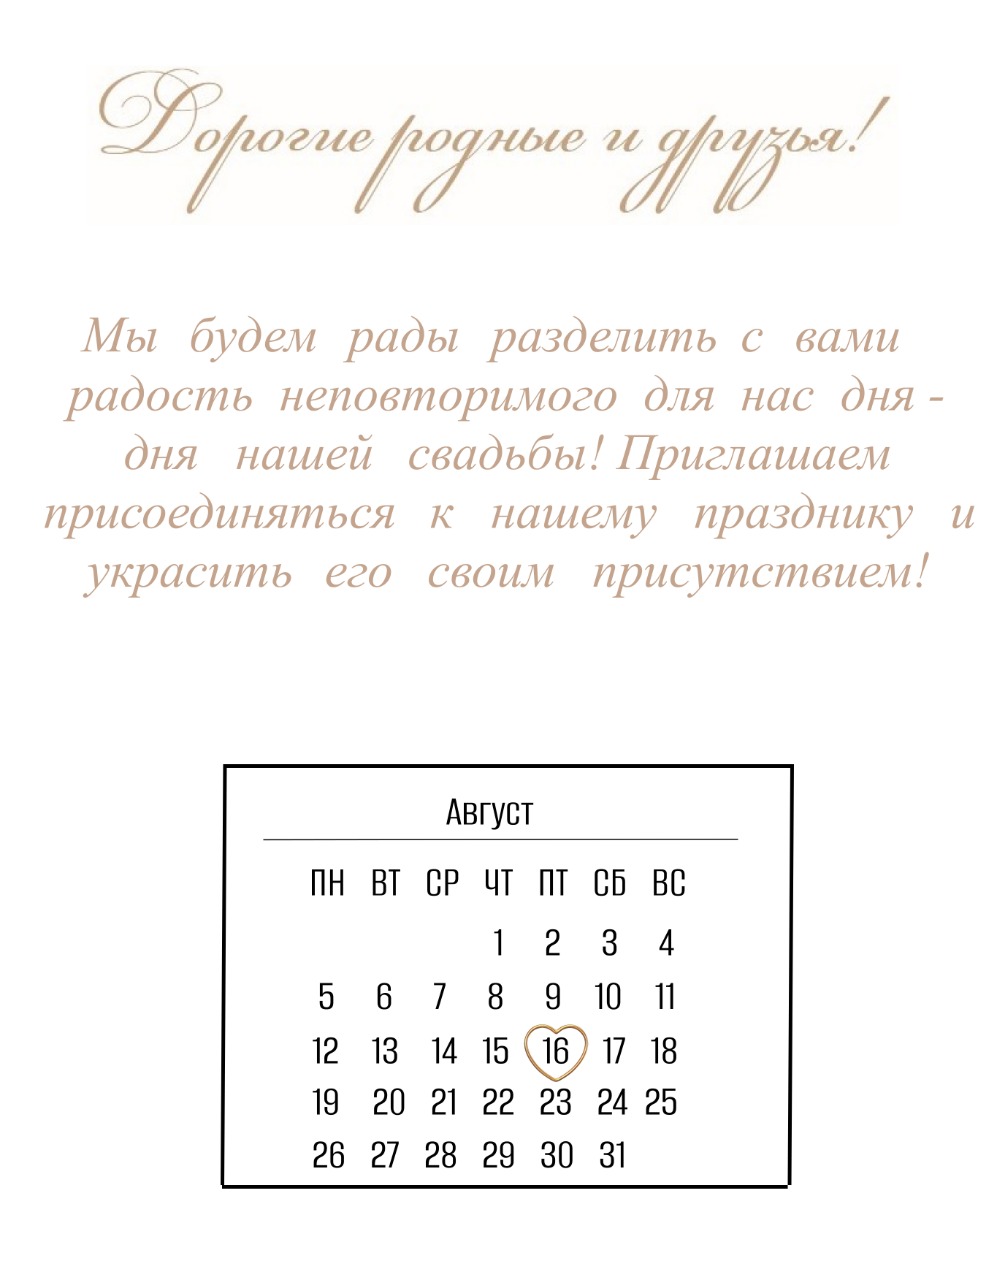 Дорогие родные и друзья!
Мы будем рады разделить с вами
радость неповторимого для нас дня -
дня нашей свадьбы! Приглашаем
присоединяться к нашему празднику и
украсить его своим присутствием!
Август
ПН ВТ СР ЧТ ПТ СБ ВС
1 2 3 4
5 6 7 8 9 10 11
12 13 14 15 16 17 18
19 20 21 22 23 24 25
26 27 28 29 30 31